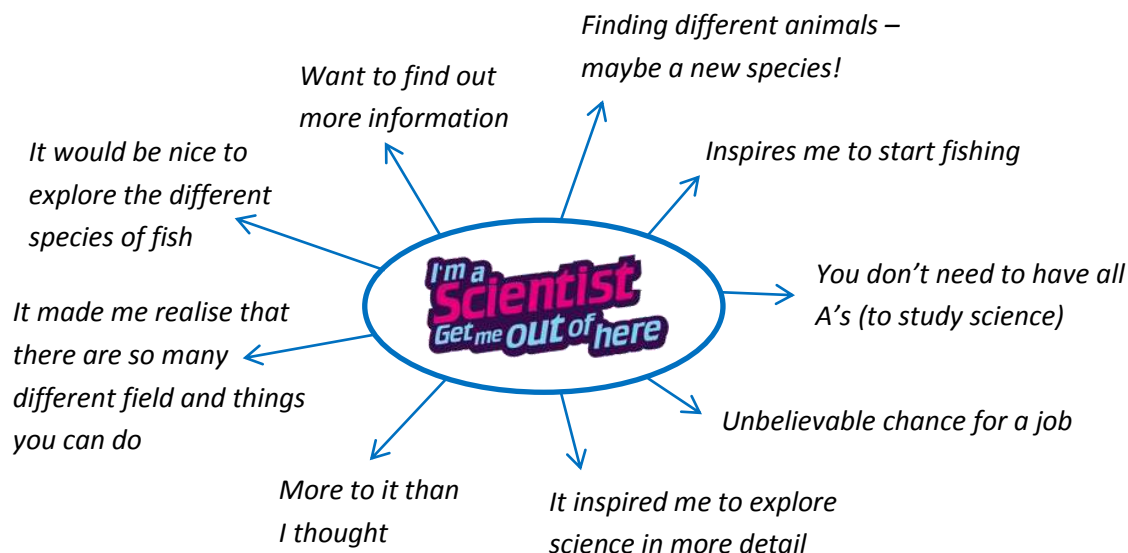 Finding different animals –
maybe a new species!
Want to find out
more information
Inspires me to start fishing
It would be nice to
explore the different
species of fish
I'm a
Scientist
Get me out of here
You don't need to have all
A's (to study science)
It made me realise that
there are so many
different field and things
you can do
Unbelievable chance for a job
More to it than
I thought
It inspired me to explore
science in more detail